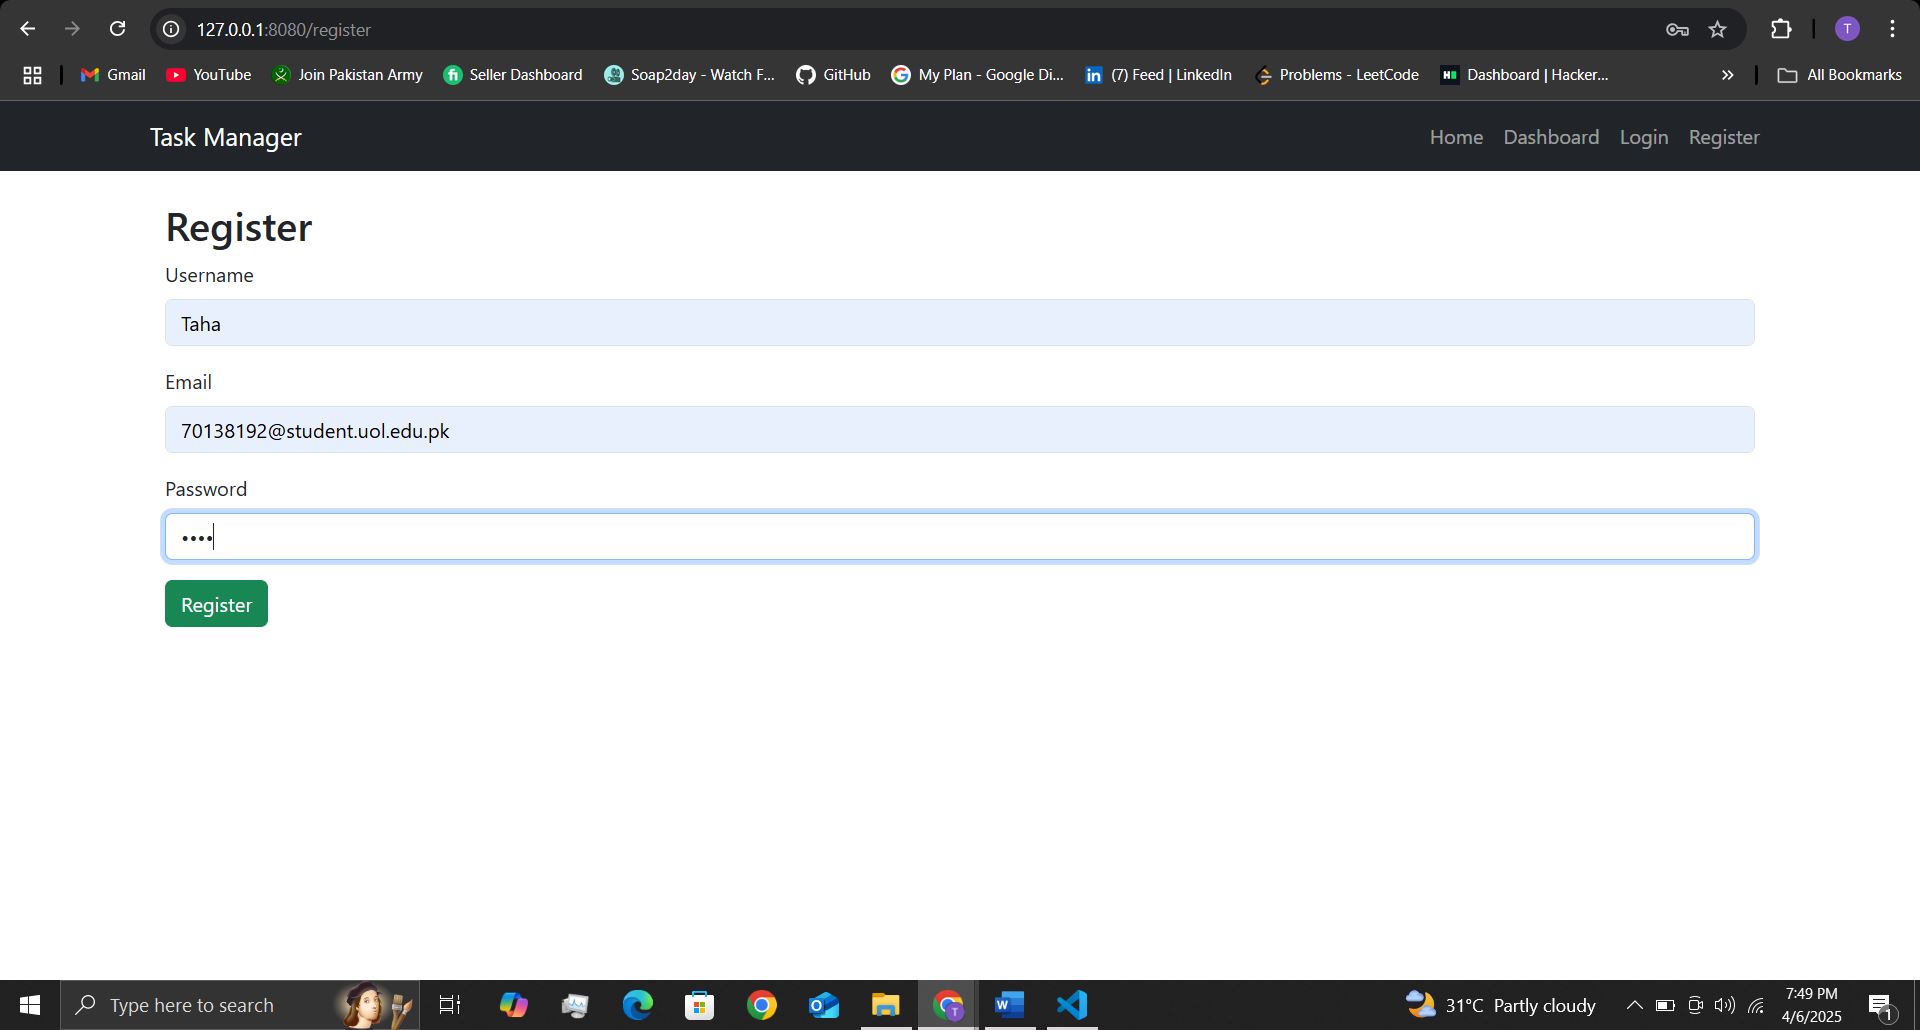 127.0.0.1:8080/register
T
Gmail YouTube Join Pakistan Army Seller Dashboard Soap2day - Watch F... GitHub My Plan - Google Di... (7) Feed | LinkedIn Problems - LeetCode Dashboard | Hacker... » All Bookmarks
Task Manager Home Dashboard Login Register
Register
Username
Taha
Email
70138192@student.uol.edu.pk
Password
••••
Register
Type here to search
31°C Partly cloudy
7:49 PM
4/6/2025
1